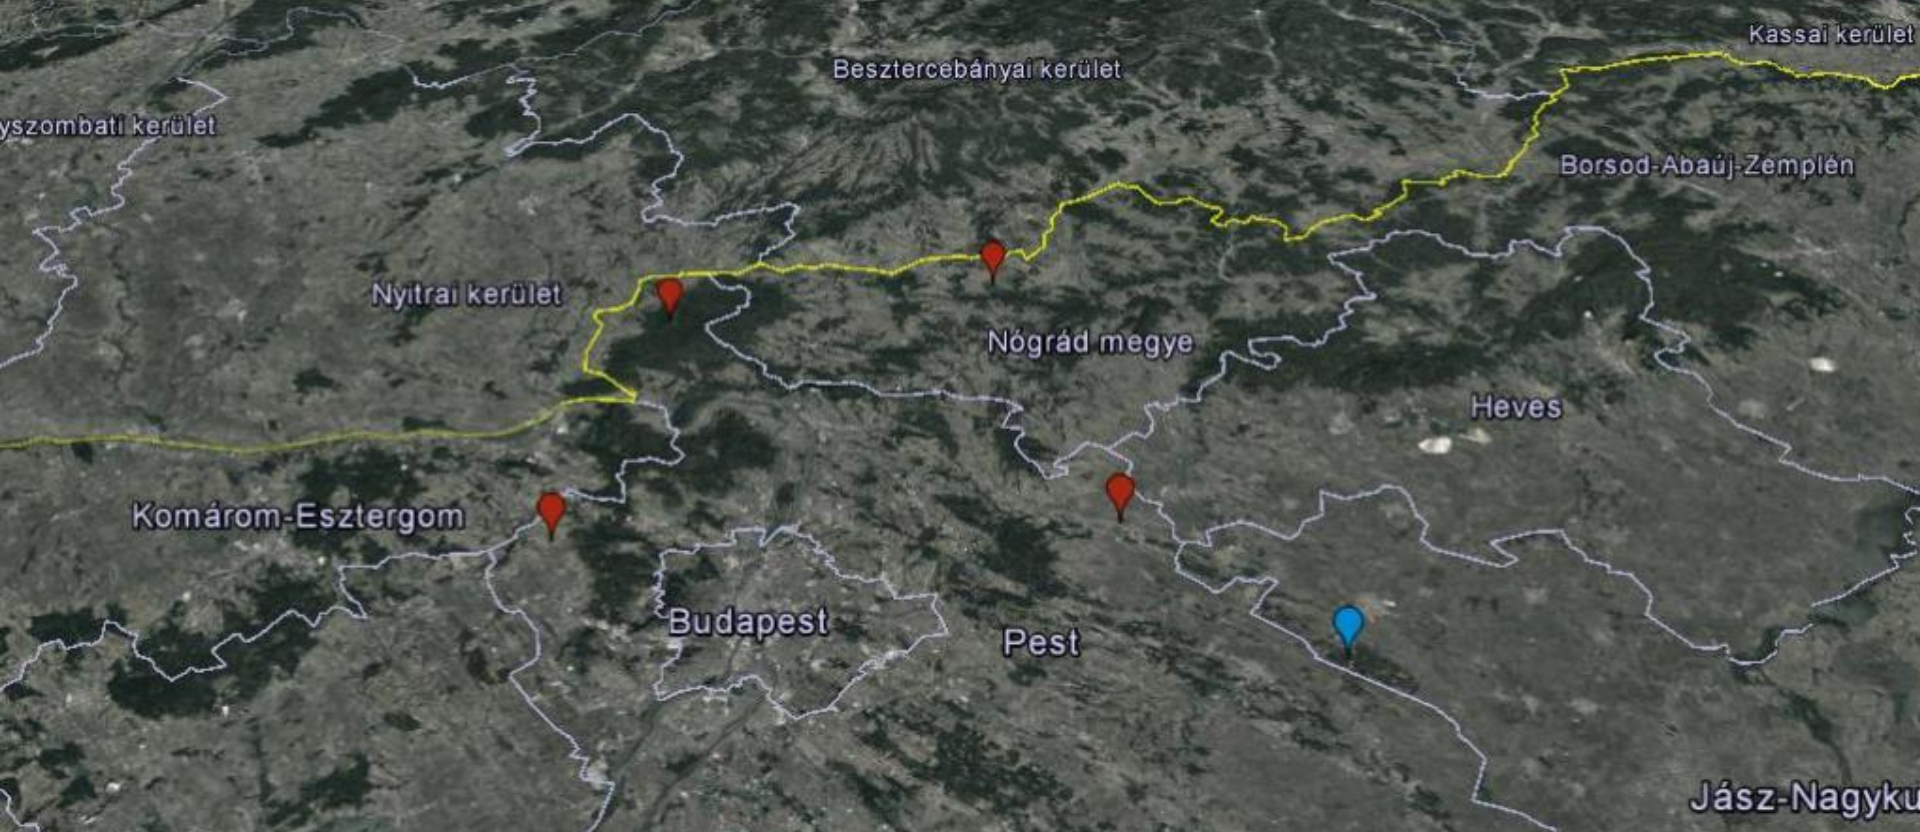 Kassai kerület
Besztercebányai kerület
yszombati kerület
Borsod-Abaúj-Zemplén
Nyitrai kerület
Nógrád megye
Heves
Komárom-Esztergom
Budapest
Pest
Jász-Nagyku